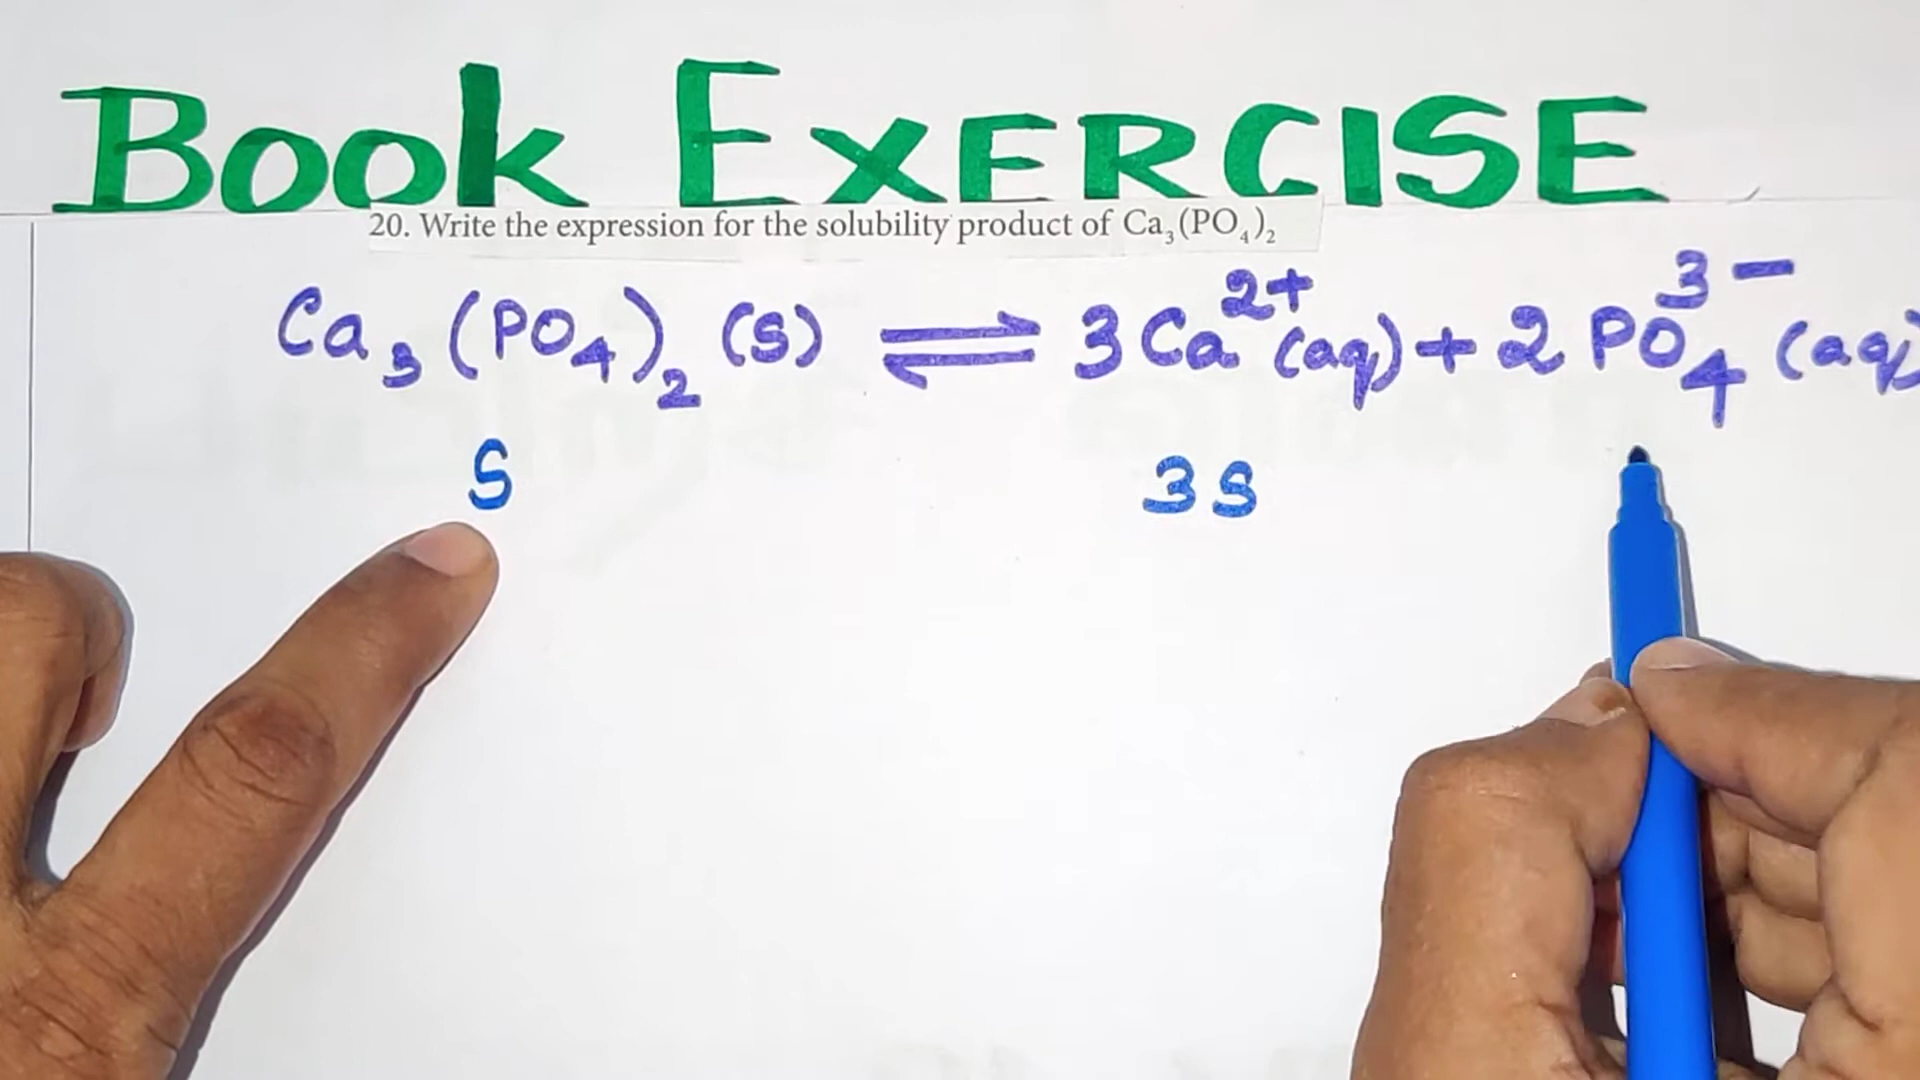 BOOK EXERCISE
20. Write the expression for the solubility product of Ca₃(PO₄)₂
Ca₃(PO₄)₂ (s) ⇌ 3Ca²⁺(aq) + 2PO₄³⁻(aq)
S 3S